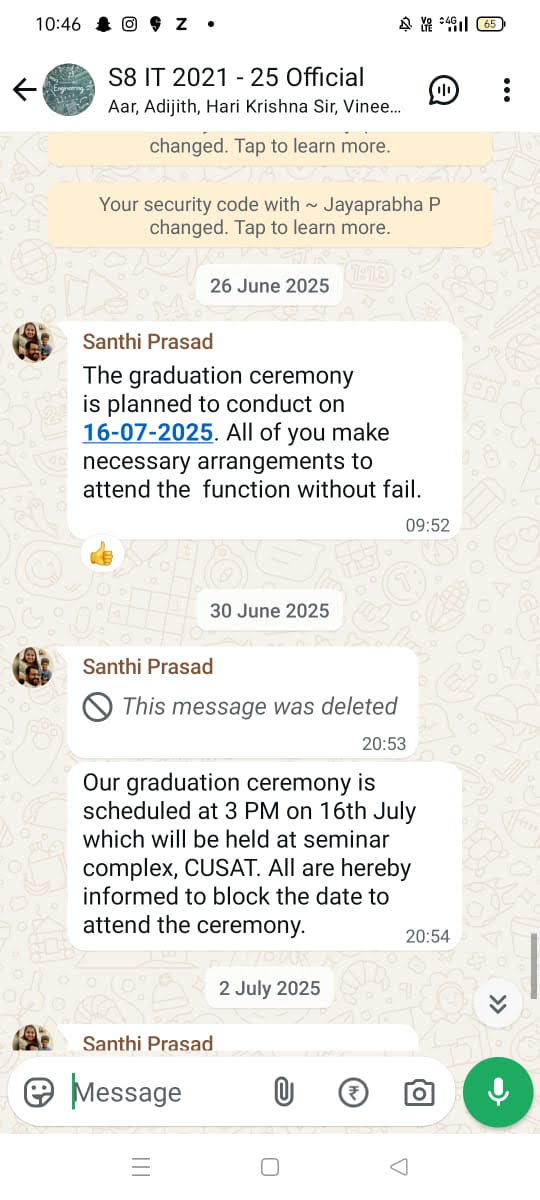 10:46
Z
Vo LTE 4G 65
S8 IT 2021 - 25 Official
Aar, Adijith, Hari Krishna Sir, Vinee...
changed. Tap to learn more.
Your security code with ~ Jayaprabha P
changed. Tap to learn more.
26 June 2025
Santhi Prasad
The graduation ceremony
is planned to conduct on
16-07-2025. All of you make
necessary arrangements to
attend the  function without fail.
09:52
30 June 2025
Santhi Prasad
This message was deleted
20:53
Our graduation ceremony is
scheduled at 3 PM on 16th July
which will be held at seminar
complex, CUSAT. All are hereby
informed to block the date to
attend the ceremony.
20:54
2 July 2025
Santhi Prasad
Message